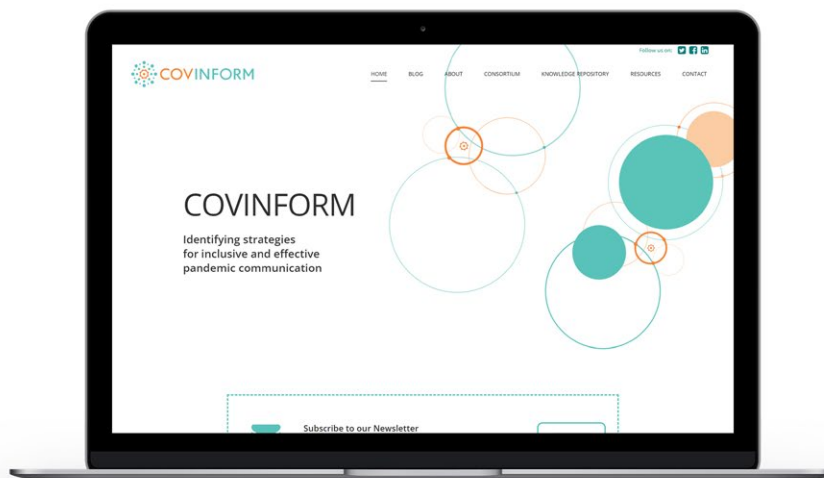 Follow us on:
COVINFORM
HOME BLOG ABOUT CONSORTIUM KNOWLEDGE REPOSITORY RESOURCES CONTACT
COVINFORM
Identifying strategies
for inclusive and effective
pandemic communication
Subscribe to our Newsletter